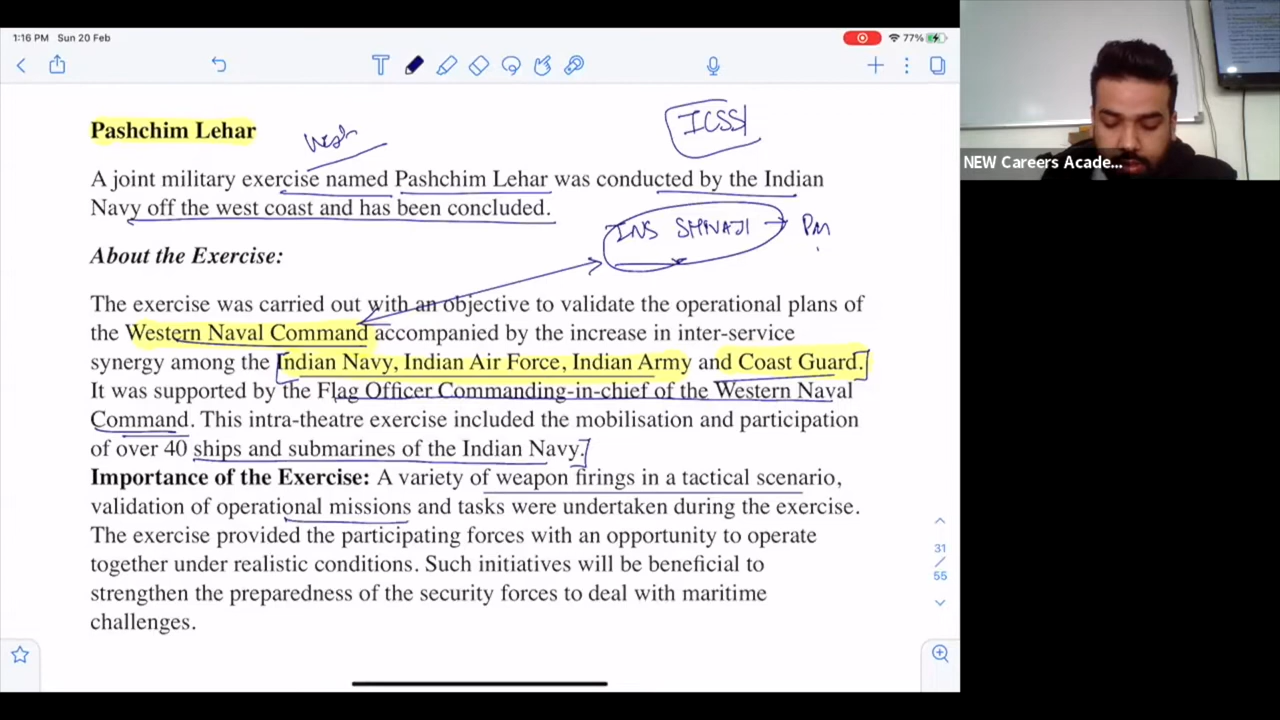 1:16 PM Sun 20 Feb
77%
Pashchim Lehar
West
ICSS
A joint military exercise named Pashchim Lehar was conducted by the Indian
Navy off the west coast and has been concluded.
INS SHIVAJI → PM
About the Exercise:
The exercise was carried out with an objective to validate the operational plans of
the Western Naval Command accompanied by the increase in inter-service
synergy among the Indian Navy, Indian Air Force, Indian Army and Coast Guard.
It was supported by the Flag Officer Commanding-in-chief of the Western Naval
Command. This intra-theatre exercise included the mobilisation and participation
of over 40 ships and submarines of the Indian Navy.
Importance of the Exercise: A variety of weapon firings in a tactical scenario,
validation of operational missions and tasks were undertaken during the exercise.
The exercise provided the participating forces with an opportunity to operate
together under realistic conditions. Such initiatives will be beneficial to
strengthen the preparedness of the security forces to deal with maritime
challenges.
31
/
55
NEW Careers Acade...